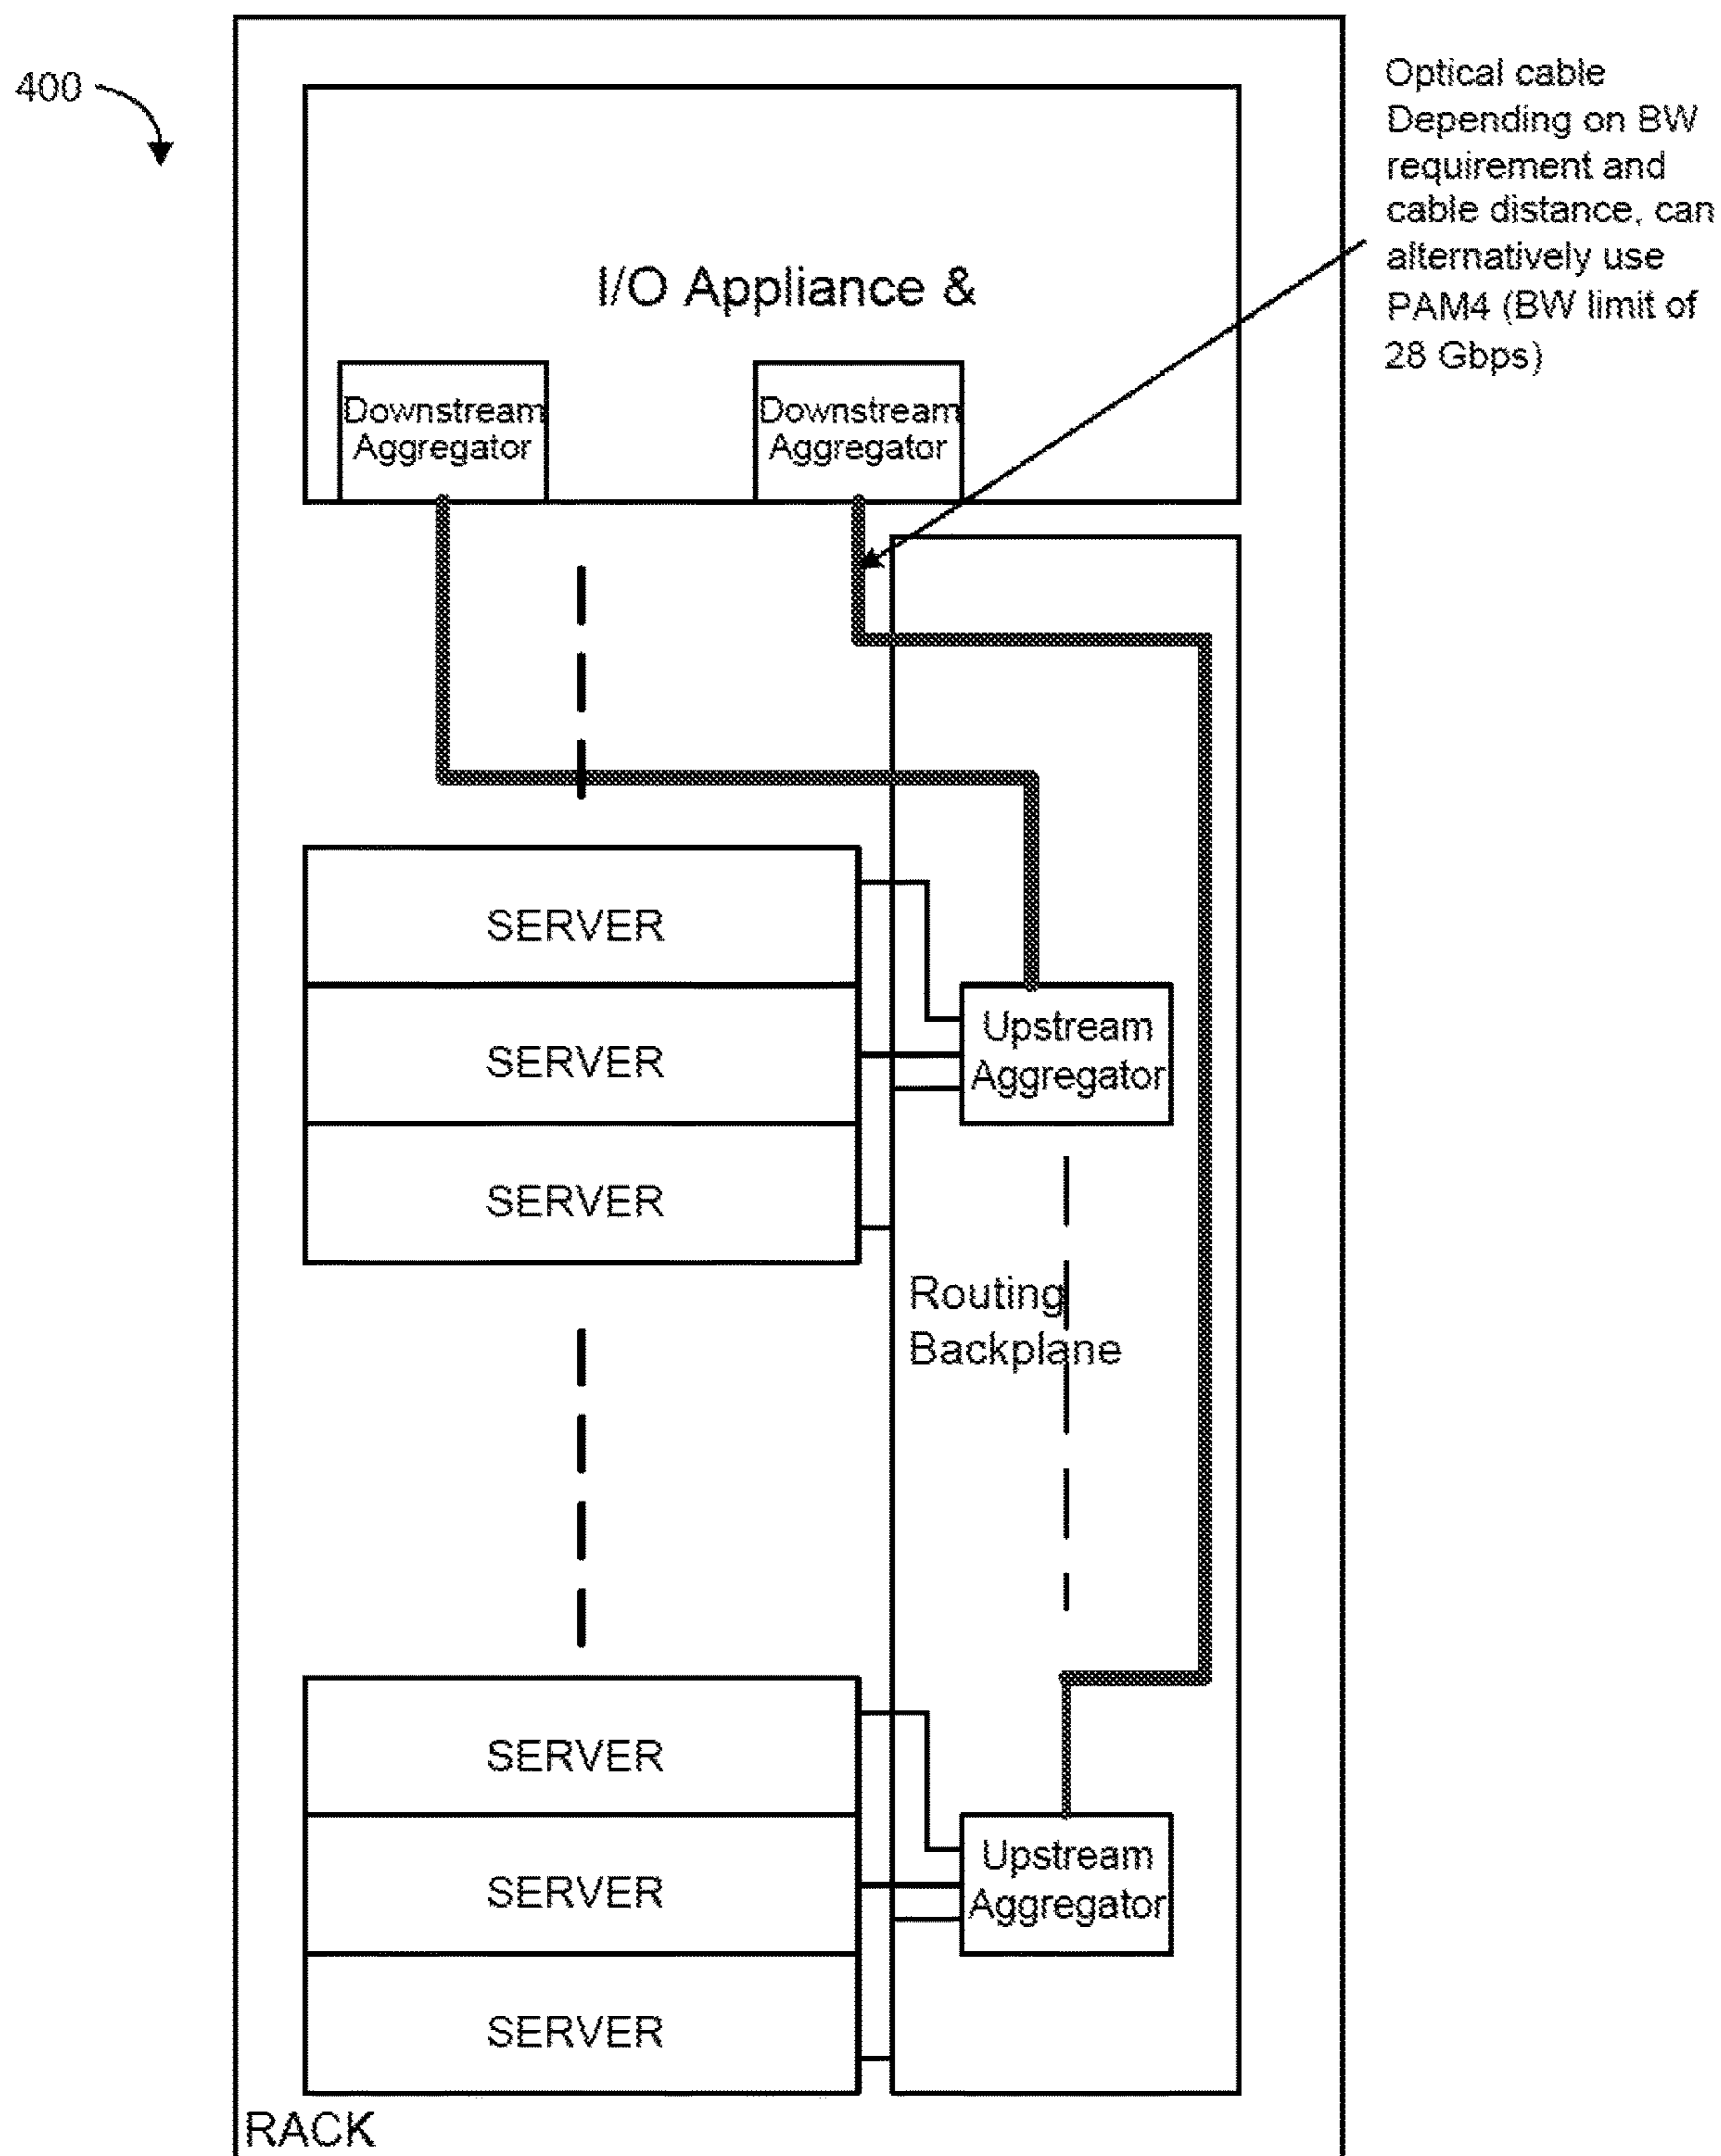 400
Optical cable
Depending on BW
requirement and
cable distance, can
alternatively use
PAM4 (BW limit of
28 Gbps)
I/O Appliance &
Downstream
Aggregator
Downstream
Aggregator
SERVER
SERVER
SERVER
Upstream
Aggregator
Routing
Backplane
SERVER
SERVER
SERVER
Upstream
Aggregator
RACK